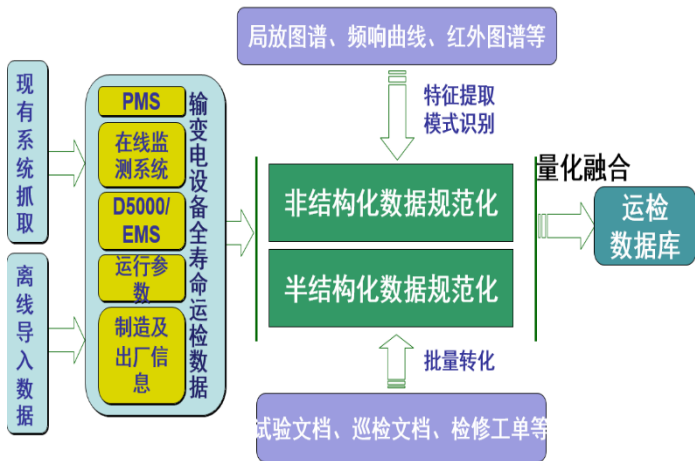 局放图谱、频响曲线、红外图谱等
特征提取
模式识别
现有系统抓取
离线导入数据
PMS
在线监
测系统
D5000/
EMS
运行参
数
制造及
出厂信
息
输变电设备全寿命运检数据
非结构化数据规范化
半结构化数据规范化
量化融合
运检
数据库
批量转化
试验文档、巡检文档、检修工单等